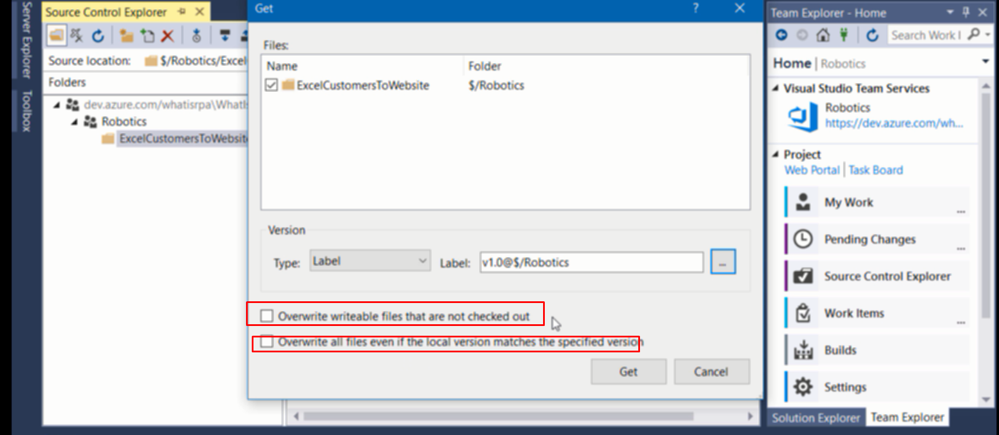 Server Explorer
Toolbox
Source Control Explorer
Source location: $/Robotics/Excel
Folders
dev.azure.com/whatisrpa\WhatIs
Robotics
ExcelCustomersToWebsite
Get
?
Files:
Name Folder
ExcelCustomersToWebsite $/Robotics
Version
Type: Label Label: v1.0@$/Robotics ...
Overwrite writeable files that are not checked out
Overwrite all files even if the local version matches the specified version
Get Cancel
Team Explorer - Home
Search Work I
Home | Robotics
Visual Studio Team Services
Robotics
https://dev.azure.com/wh...
Project
Web Portal | Task Board
My Work
...
Pending Changes
...
Source Control Explorer
Work Items
...
Builds
Settings
Solution Explorer Team Explorer